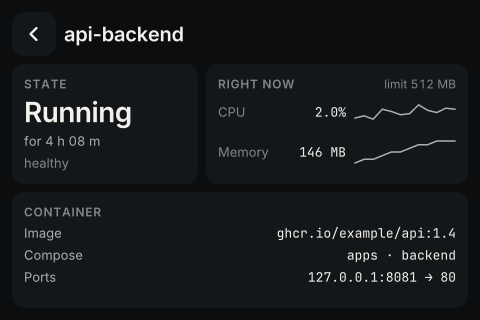 api-backend
STATE
Running
for 4 h 08 m
healthy
RIGHT NOW
limit 512 MB
CPU 2.0%
Memory 146 MB
CONTAINER
Image ghcr.io/example/api:1.4
Compose apps · backend
Ports 127.0.0.1:8081 → 80